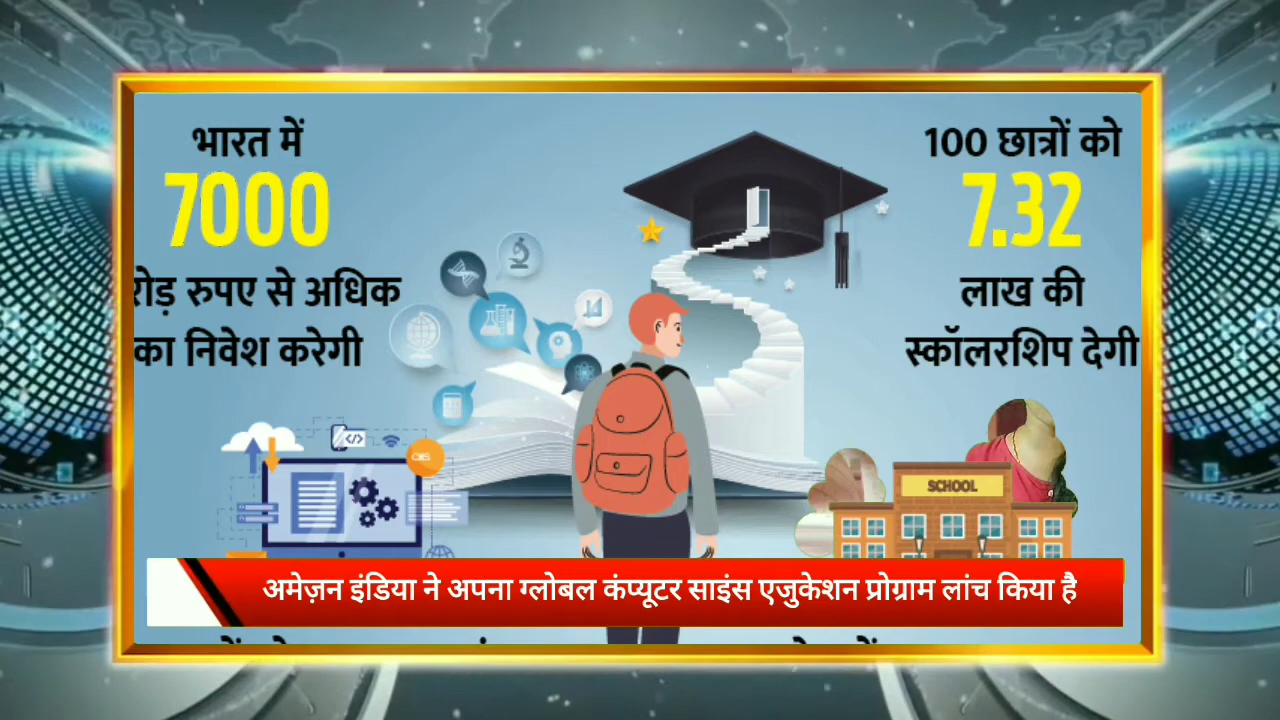 भारत में
7000
रोड़ रुपए से अधिक
का निवेश करेगी
100 छात्रों को
7.32
लाख की
स्कॉलरशिप देगी
SCHOOL
अमेज़न इंडिया ने अपना ग्लोबल कंप्यूटर साइंस एजुकेशन प्रोग्राम लांच किया है